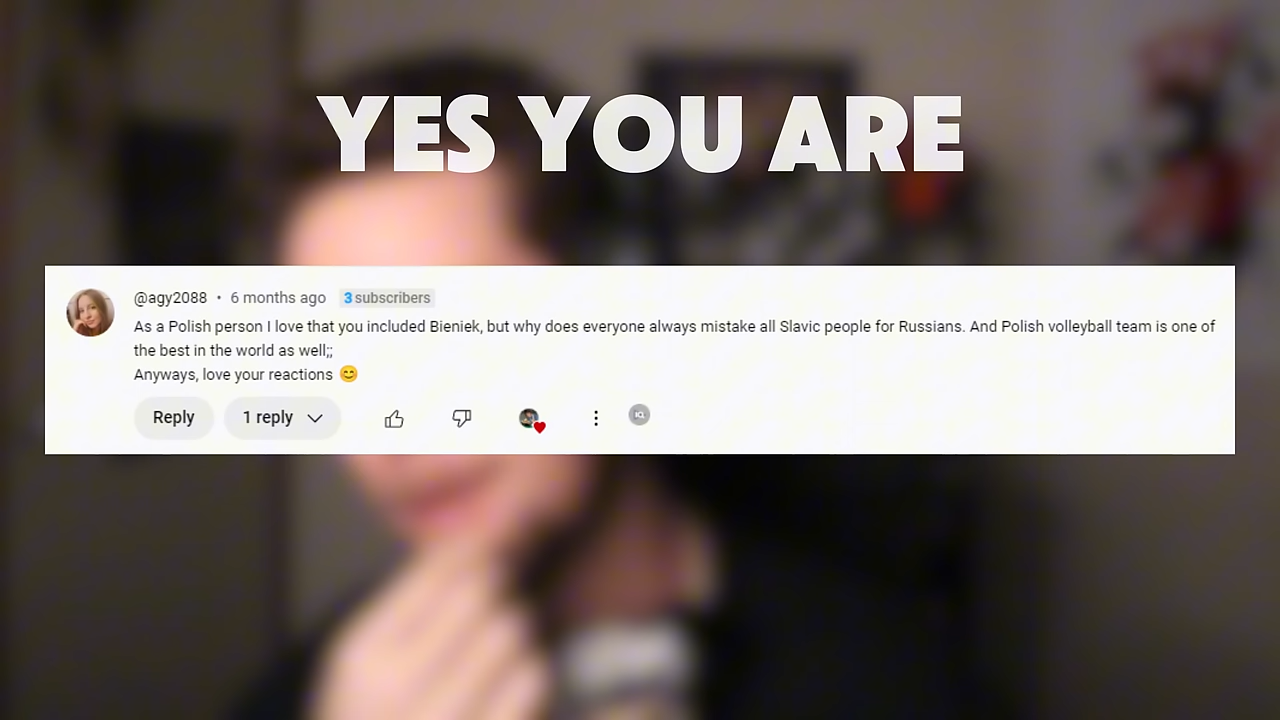 YES YOU ARE
@agy2088 • 6 months ago 3 subscribers
As a Polish person I love that you included Bieniek, but why does everyone always mistake all Slavic people for Russians. And Polish volleyball team is one of
the best in the world as well;;
Anyways, love your reactions 😊
Reply 1 reply